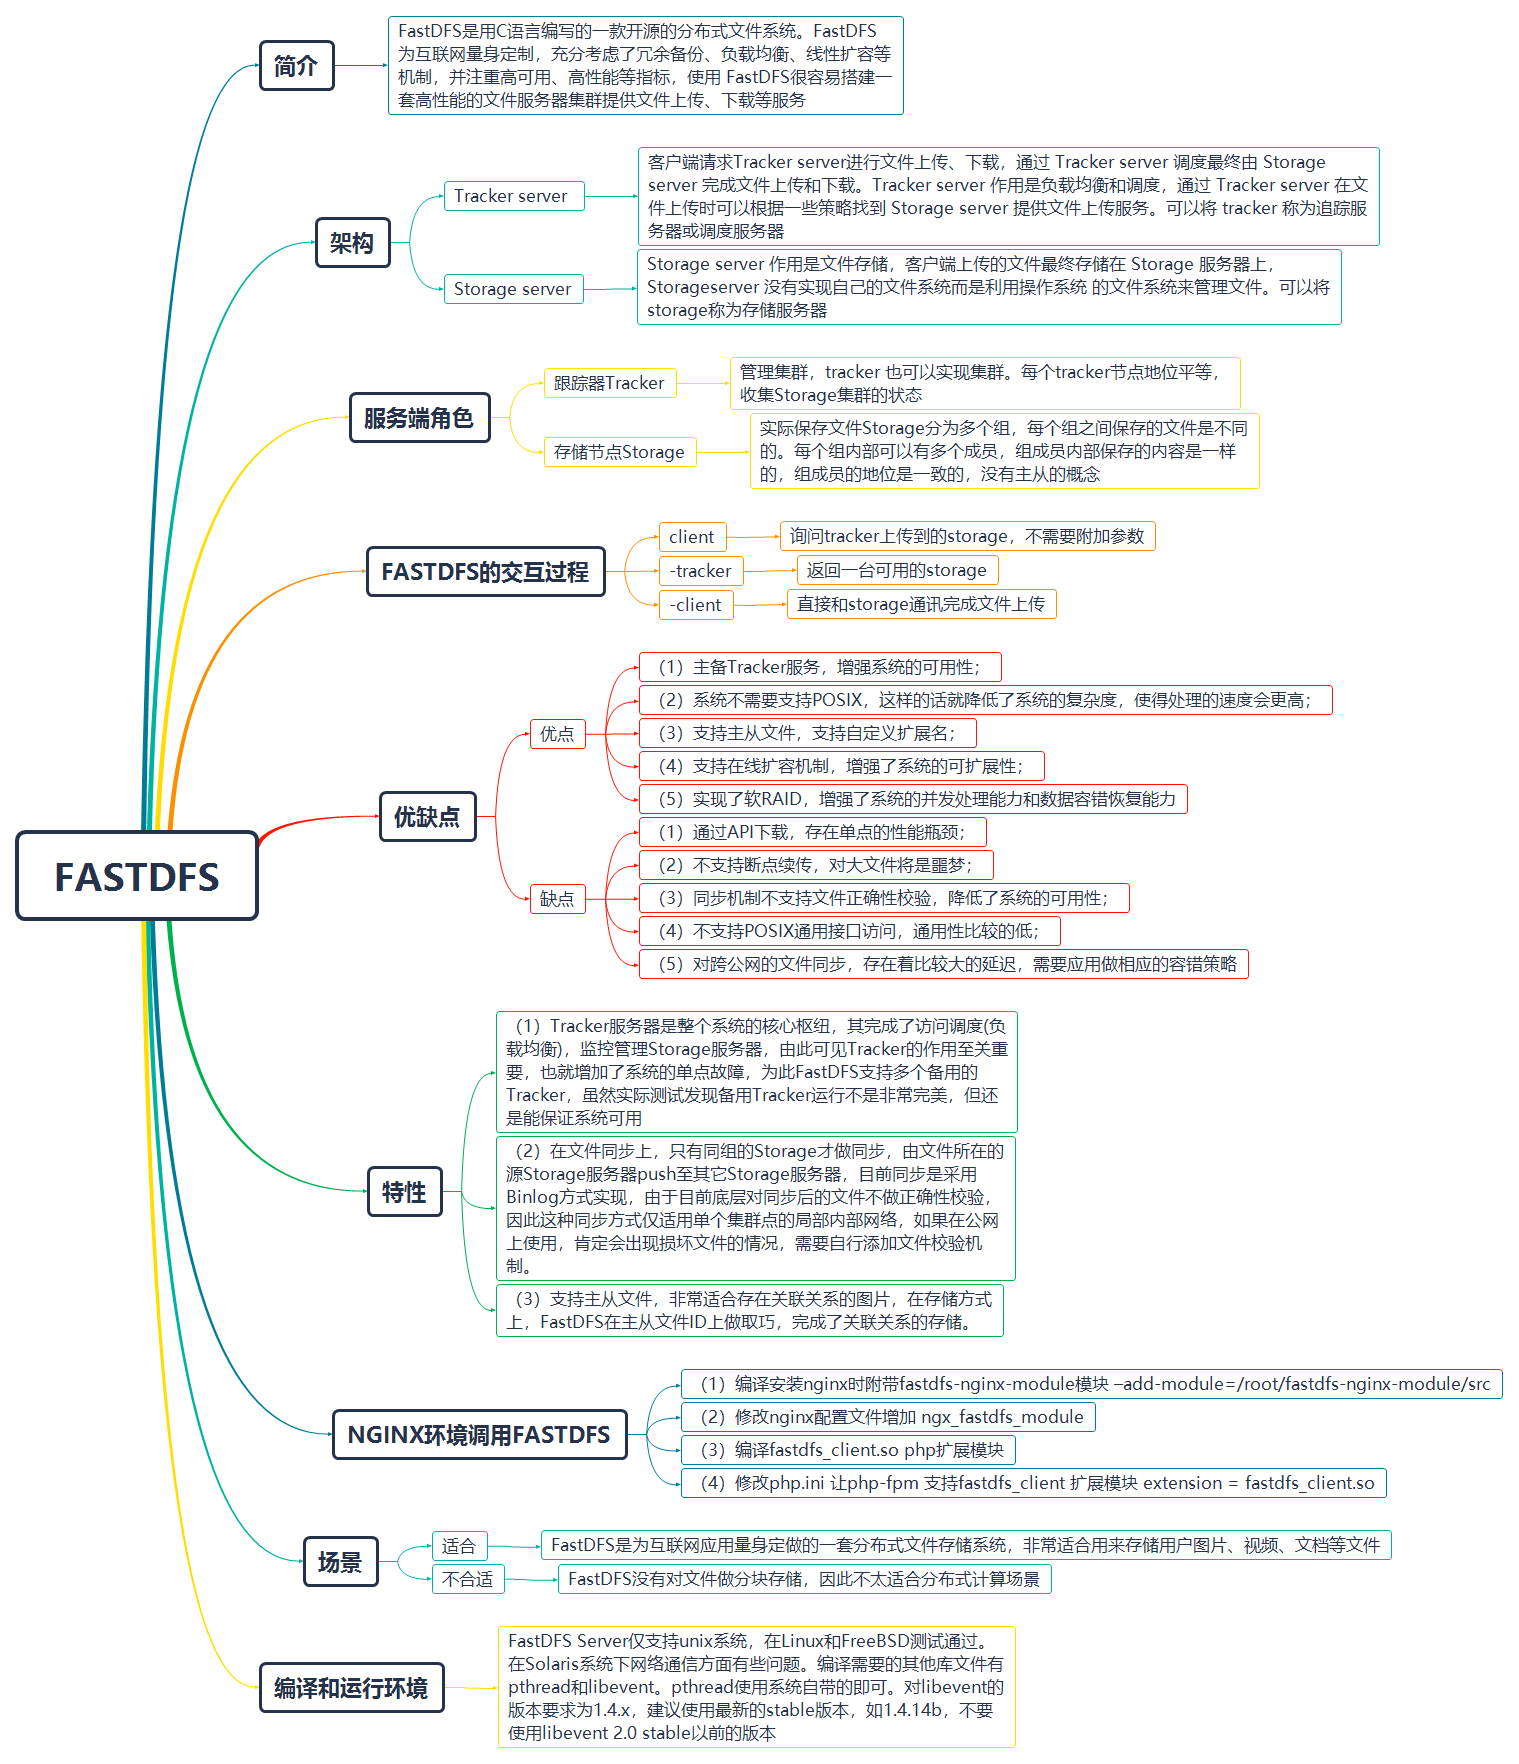 FASTDFS
简介
FastDFS是用C语言编写的一款开源的分布式文件系统。FastDFS
为互联网量身定制，充分考虑了冗余备份、负载均衡、线性扩容等
机制，并注重高可用、高性能等指标，使用 FastDFS很容易搭建一
套高性能的文件服务器集群提供文件上传、下载等服务
架构
Tracker server
客户端请求Tracker server进行文件上传、下载，通过 Tracker server 调度最终由 Storage
server 完成文件上传和下载。Tracker server 作用是负载均衡和调度，通过 Tracker server 在文
件上传时可以根据一些策略找到 Storage server 提供文件上传服务。可以将 tracker 称为追踪服
务器或调度服务器
Storage server
Storage server 作用是文件存储，客户端上传的文件最终存储在 Storage 服务器上，
Storageserver 没有实现自己的文件系统而是利用操作系统 的文件系统来管理文件。可以将
storage称为存储服务器
服务端角色
跟踪器Tracker
管理集群，tracker 也可以实现集群。每个tracker节点地位平等，
收集Storage集群的状态
存储节点Storage
实际保存文件Storage分为多个组，每个组之间保存的文件是不同
的。每个组内部可以有多个成员，组成员内部保存的内容是一样
的，组成员的地位是一致的，没有主从的概念
FASTDFS的交互过程
client
询问tracker上传到的storage，不需要附加参数
-tracker
返回一台可用的storage
-client
直接和storage通讯完成文件上传
优缺点
优点
（1）主备Tracker服务，增强系统的可用性；
（2）系统不需要支持POSIX，这样的话就降低了系统的复杂度，使得处理的速度会更高；
（3）支持主从文件，支持自定义扩展名；
（4）支持在线扩容机制，增强了系统的可扩展性；
（5）实现了软RAID，增强了系统的并发处理能力和数据容错恢复能力
缺点
（1）通过API下载，存在单点的性能瓶颈；
（2）不支持断点续传，对大文件将是噩梦；
（3）同步机制不支持文件正确性校验，降低了系统的可用性；
（4）不支持POSIX通用接口访问，通用性比较的低；
（5）对跨公网的文件同步，存在着比较大的延迟，需要应用做相应的容错策略
特性
（1）Tracker服务器是整个系统的核心枢纽，其完成了访问调度(负
载均衡)，监控管理Storage服务器，由此可见Tracker的作用至关重
要，也就增加了系统的单点故障，为此FastDFS支持多个备用的
Tracker，虽然实际测试发现备用Tracker运行不是非常完美，但还
是能保证系统可用
（2）在文件同步上，只有同组的Storage才做同步，由文件所在的
源Storage服务器push至其它Storage服务器，目前同步是采用
Binlog方式实现，由于目前底层对同步后的文件不做正确性校验，
因此这种同步方式仅适用单个集群点的局部内部网络，如果在公网
上使用，肯定会出现损坏文件的情况，需要自行添加文件校验机
制。
（3）支持主从文件，非常适合存在关联关系的图片，在存储方式
上，FastDFS在主从文件ID上做取巧，完成了关联关系的存储。
NGINX环境调用FASTDFS
（1）编译安装nginx时附带fastdfs-nginx-module模块 –add-module=/root/fastdfs-nginx-module/src
（2）修改nginx配置文件增加 ngx_fastdfs_module
（3）编译fastdfs_client.so php扩展模块
（4）修改php.ini 让php-fpm 支持fastdfs_client 扩展模块 extension = fastdfs_client.so
场景
适合
FastDFS是为互联网应用量身定做的一套分布式文件存储系统，非常适合用来存储用户图片、视频、文档等文件
不合适
FastDFS没有对文件做分块存储，因此不太适合分布式计算场景
编译和运行环境
FastDFS Server仅支持unix系统，在Linux和FreeBSD测试通过。
在Solaris系统下网络通信方面有些问题。编译需要的其他库文件有
pthread和libevent。pthread使用系统自带的即可。对libevent的
版本要求为1.4.x，建议使用最新的stable版本，如1.4.14b，不要
使用libevent 2.0 stable以前的版本